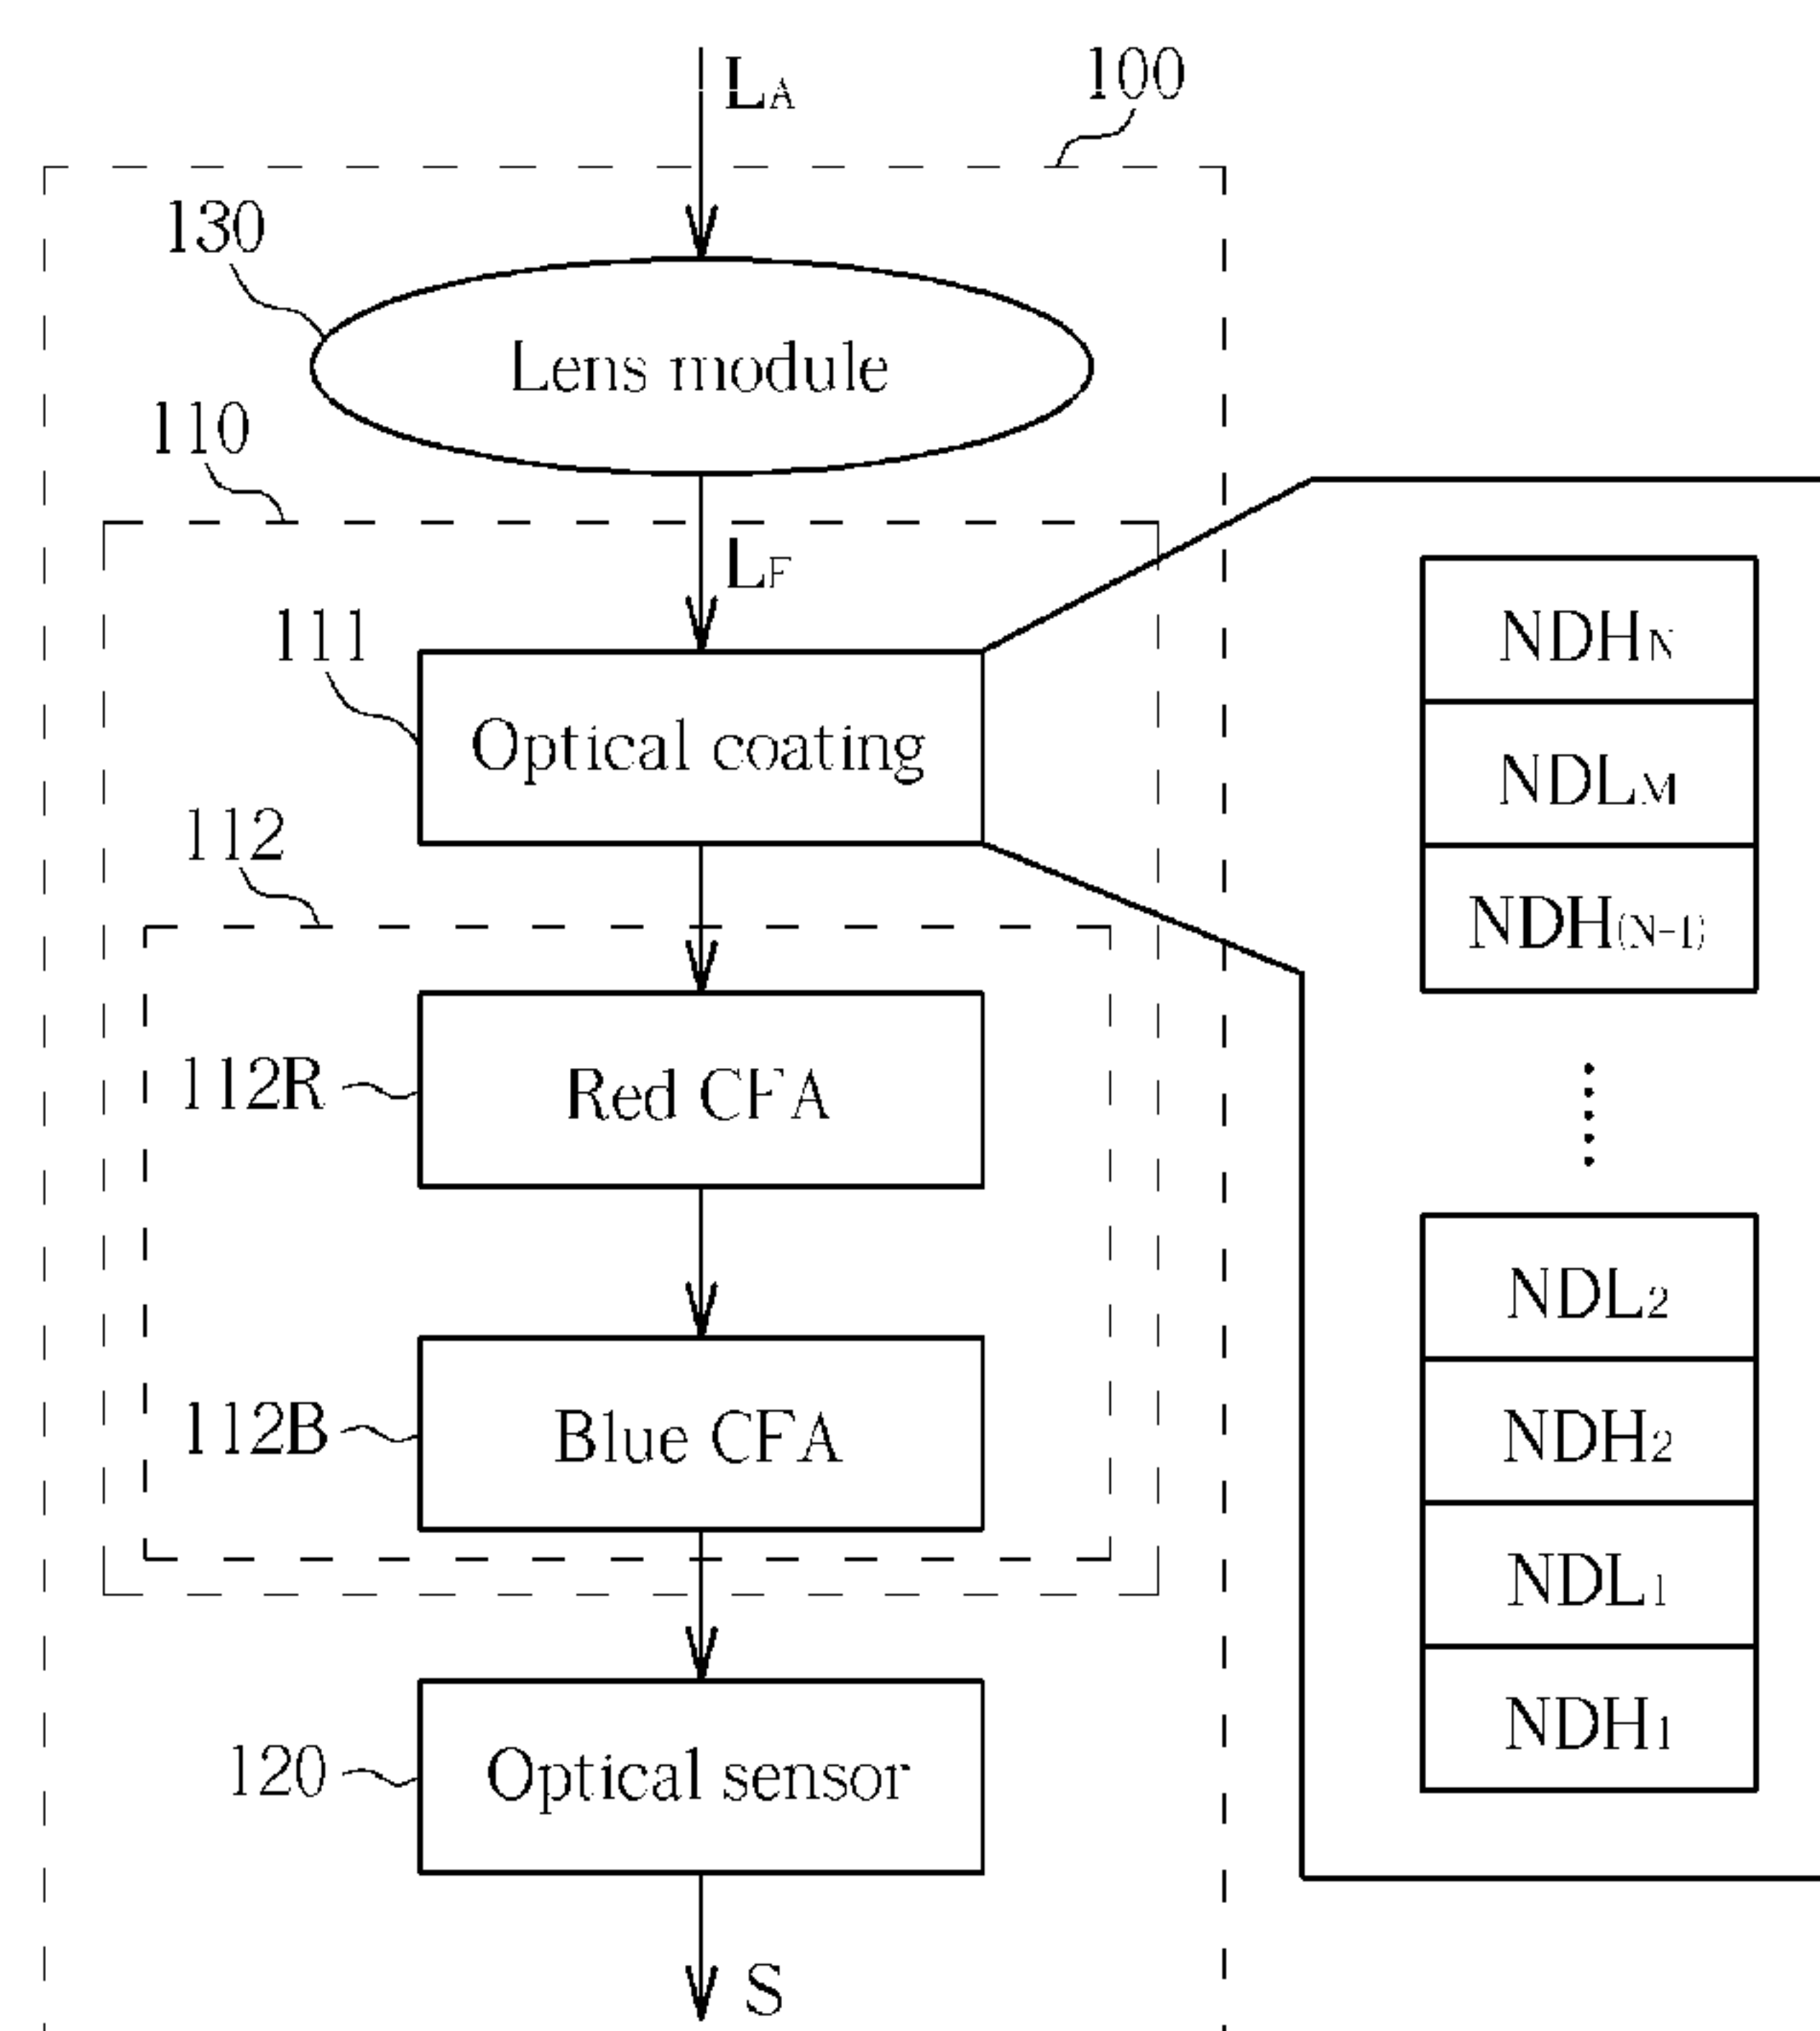 LA
100
130
Lens module
110
LF
111
Optical coating
112
112R
Red CFA
112B
Blue CFA
120
Optical sensor
S
NDHN
NDLM
NDH(N-1)
NDL2
NDH2
NDL1
NDH1